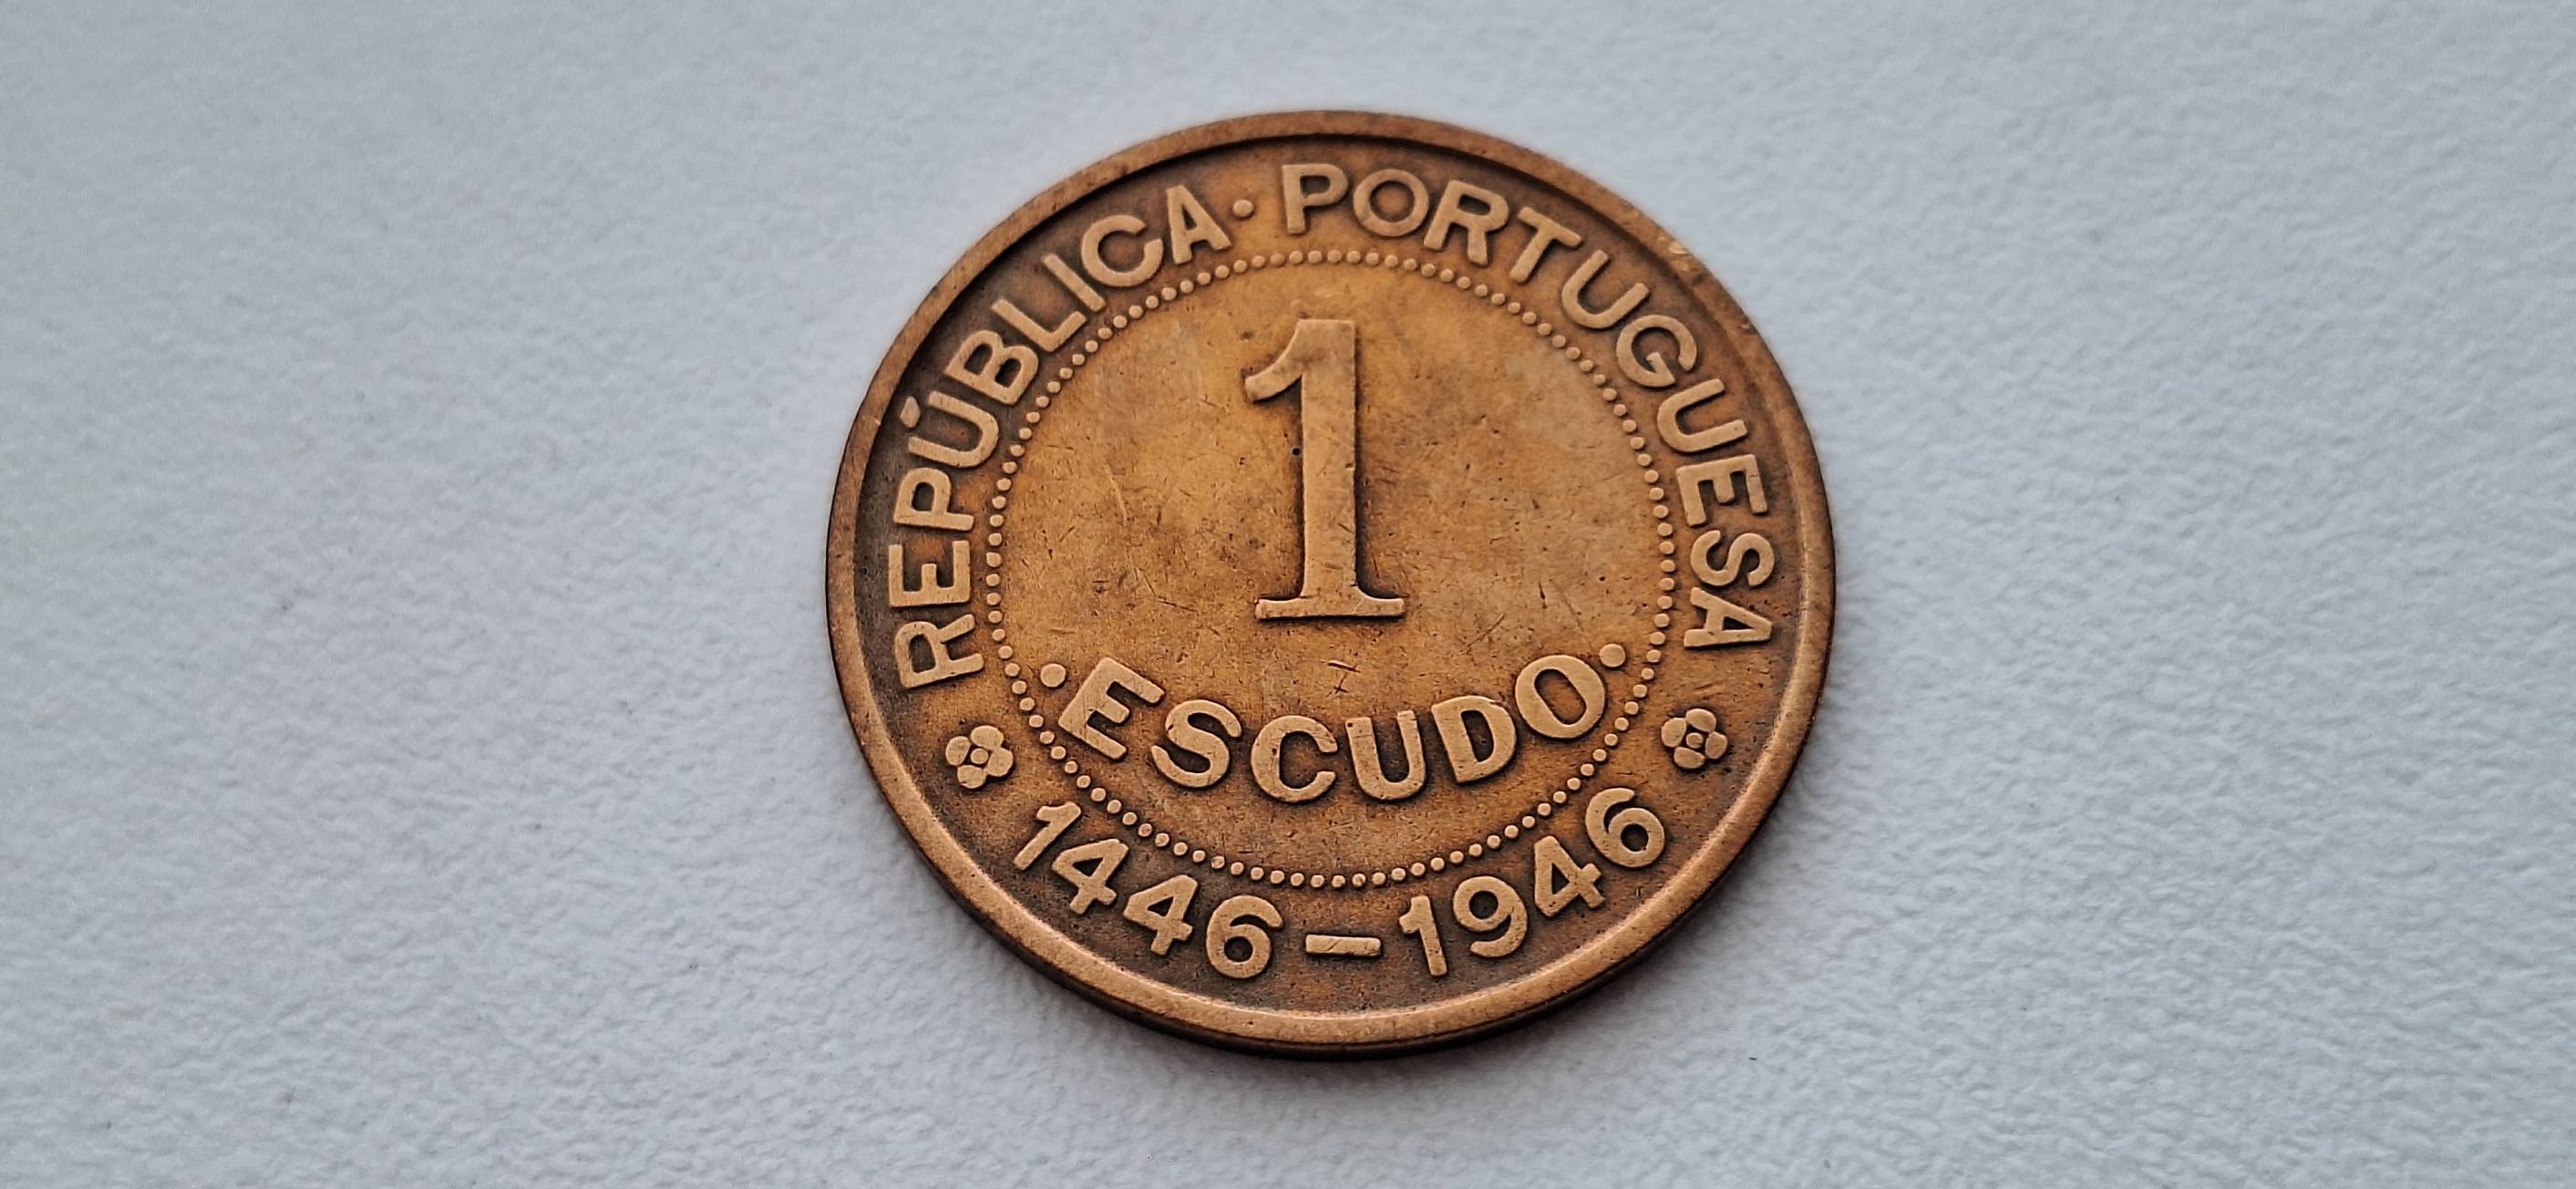 REPÚBLICA · PORTUGUESA
1
· ESCUDO ·
1446 – 1946